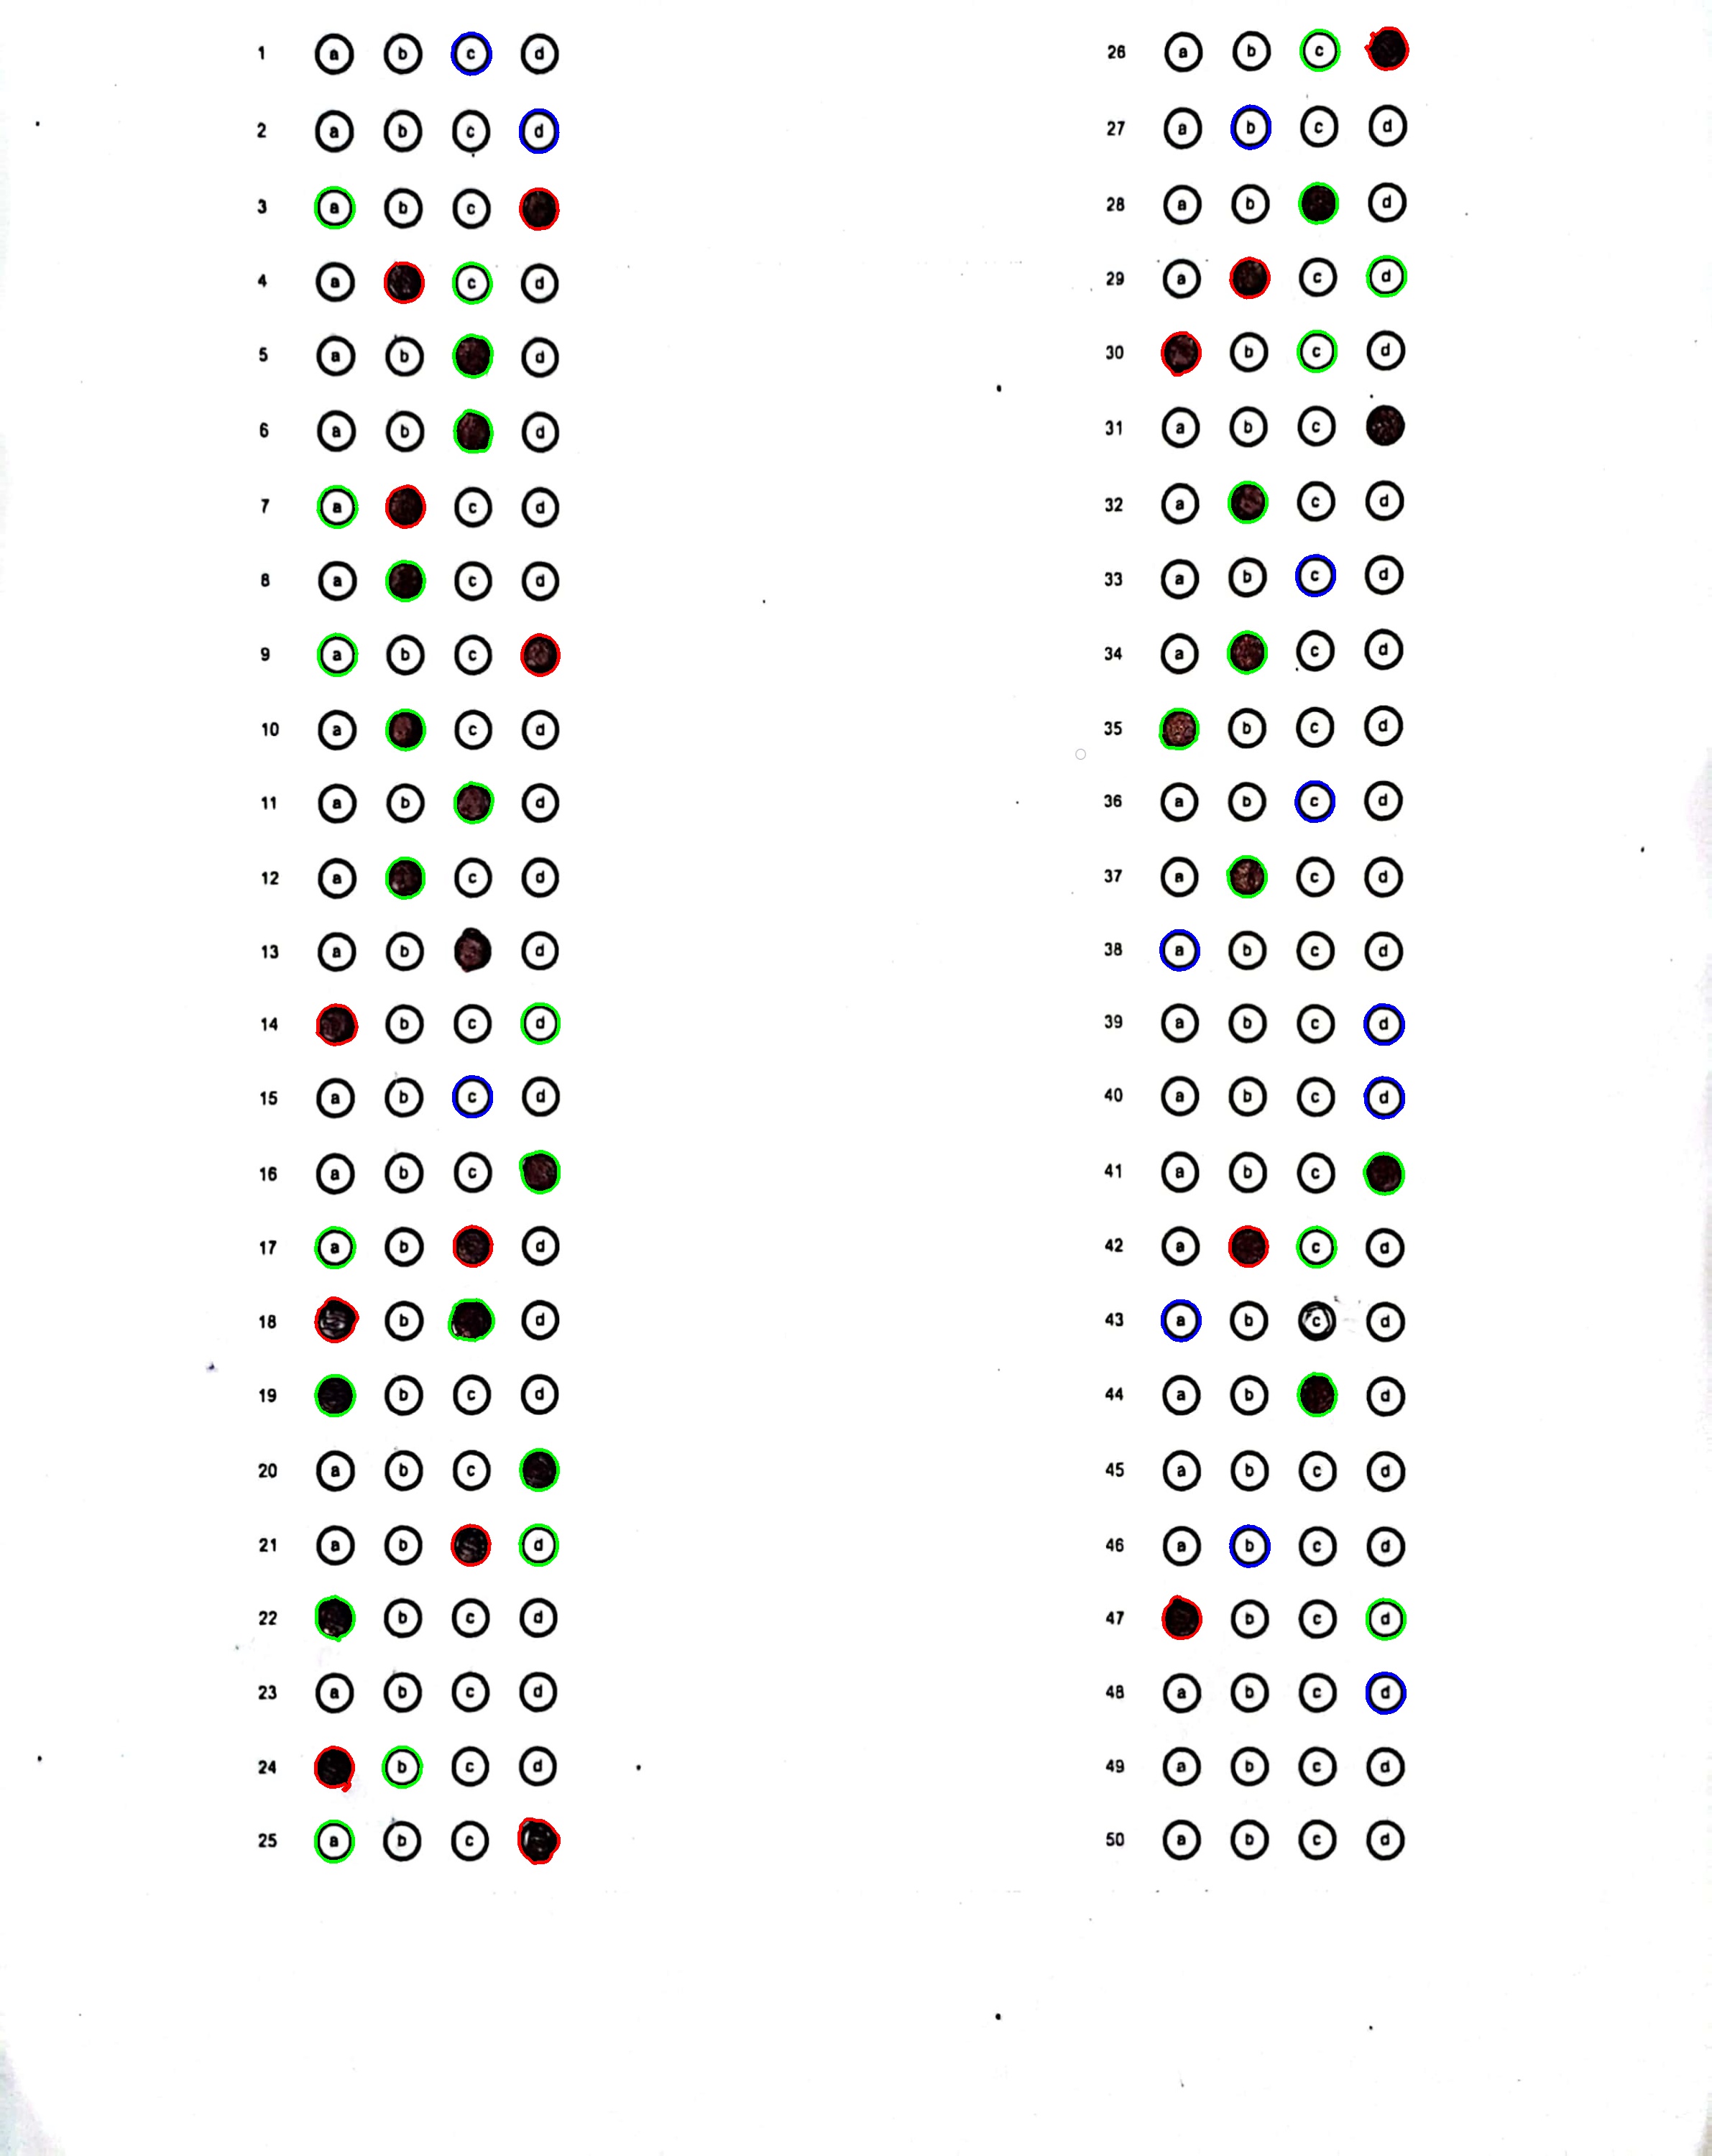 1 a b c d
2 a b c d
3 a b c
4 a c d
5 a b d
6 a b d
7 a c d
8 a c d
9 a b c
10 a c d
11 a b d
12 a c d
13 a b d
14 b c d
15 a b c d
16 a b c
17 a b d
18 b d
19 b c d
20 a b c
21 a b d
22 b c d
23 a b c d
24 b c d
25 a b c
26 a b c
27 a b c d
28 a b d
29 a c d
30 b c d
31 a b c
32 a c d
33 a b c d
34 a c d
35 b c d
36 a b c d
37 a c d
38 a b c d
39 a b c d
40 a b c d
41 a b c
42 a c d
43 a b c d
44 a b d
45 a b c d
46 a b c d
47 b c d
48 a b c d
49 a b c d
50 a b c d